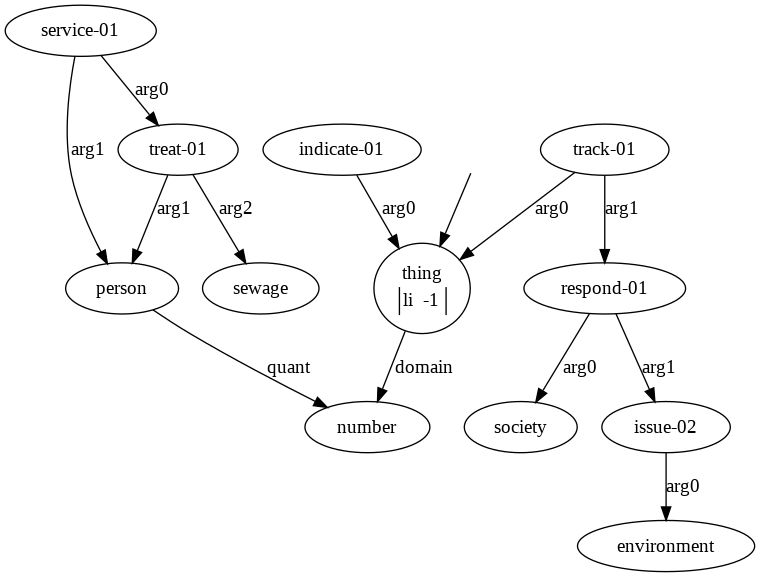 service-01
arg0
arg1
treat-01
indicate-01
track-01
arg1
arg2
arg0
arg0
arg1
person
sewage
thing
|li -1|
respond-01
quant
domain
arg0
arg1
number
society
issue-02
arg0
environment